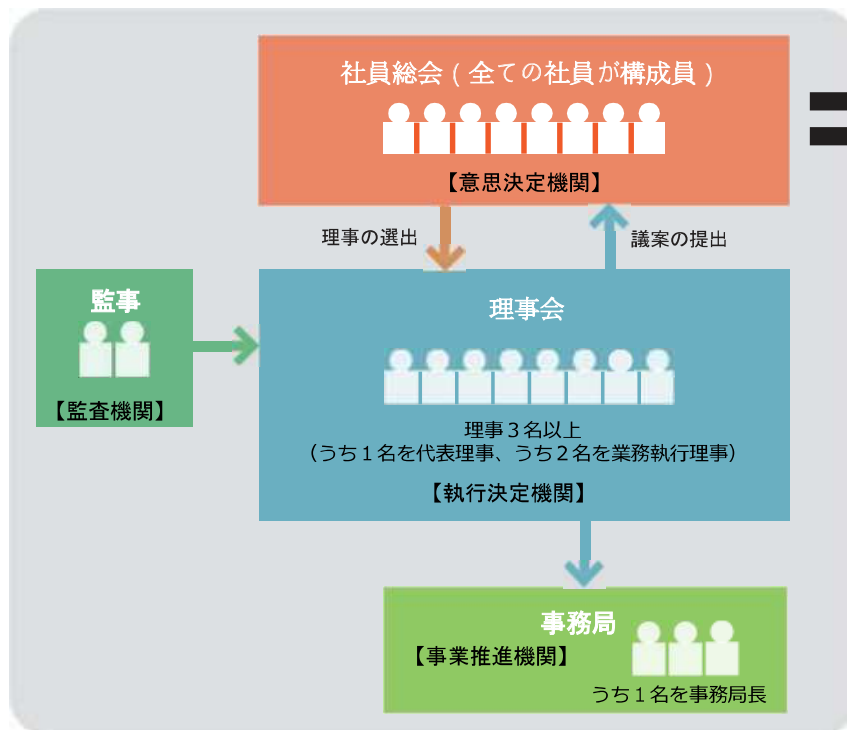 社員総会（全ての社員が構成員）
【意思決定機関】
理事の選出
議案の提出
監事
【監査機関】
理事会
理事３名以上
（うち１名を代表理事、うち２名を業務執行理事）
【執行決定機関】
事務局
【事業推進機関】
うち１名を事務局長